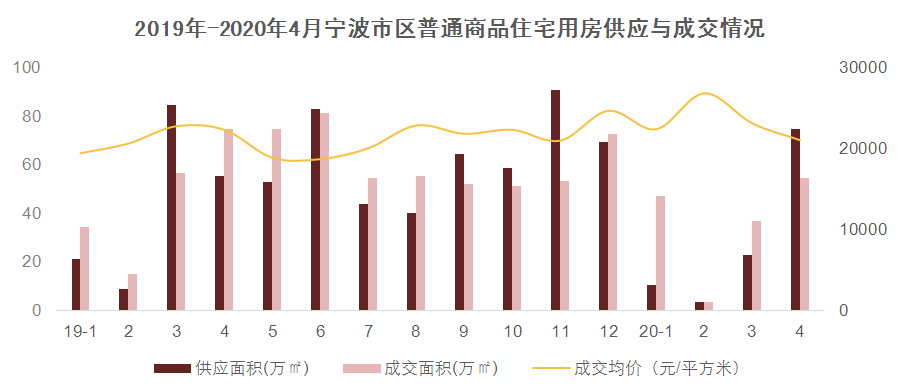 2019年-2020年4月宁波市区普通商品住宅用房供应与成交情况
100 30000
80
60 20000
40
10000
20
0 0
19-1 2 3 4 5 6 7 8 9 10 11 12 20-1 2 3 4
供应面积(万㎡) 成交面积(万㎡) 成交均价（元/平方米）